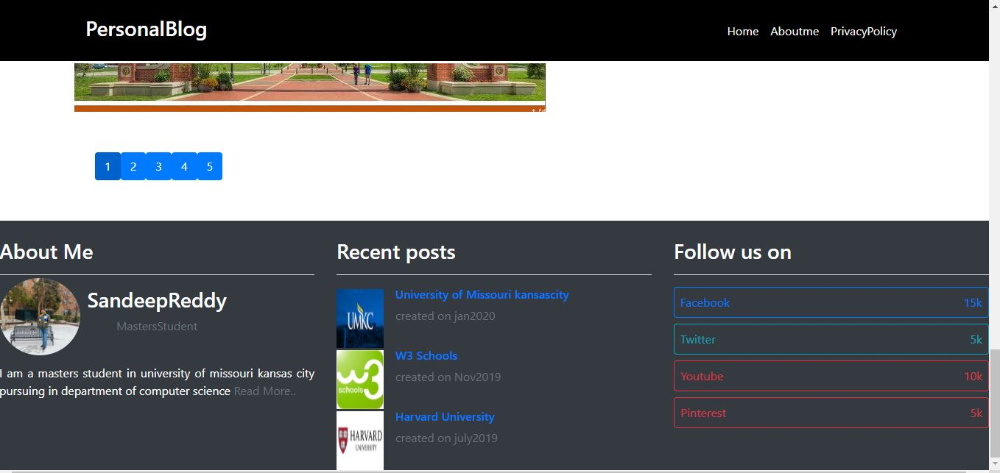 PersonalBlog
Home Aboutme PrivacyPolicy
1 2 3 4 5
About Me
SandeepReddy
MastersStudent
I am a masters student in university of missouri kansas city
pursuing in department of computer science Read More..
Recent posts
UMKC
University of Missouri kansascity
created on jan2020
w3
schools
W3 Schools
created on Nov2019
HARVARD
UNIVERSITY
Harvard University
created on july2019
Follow us on
Facebook 15k
Twitter 5k
Youtube 10k
Pinterest 5k